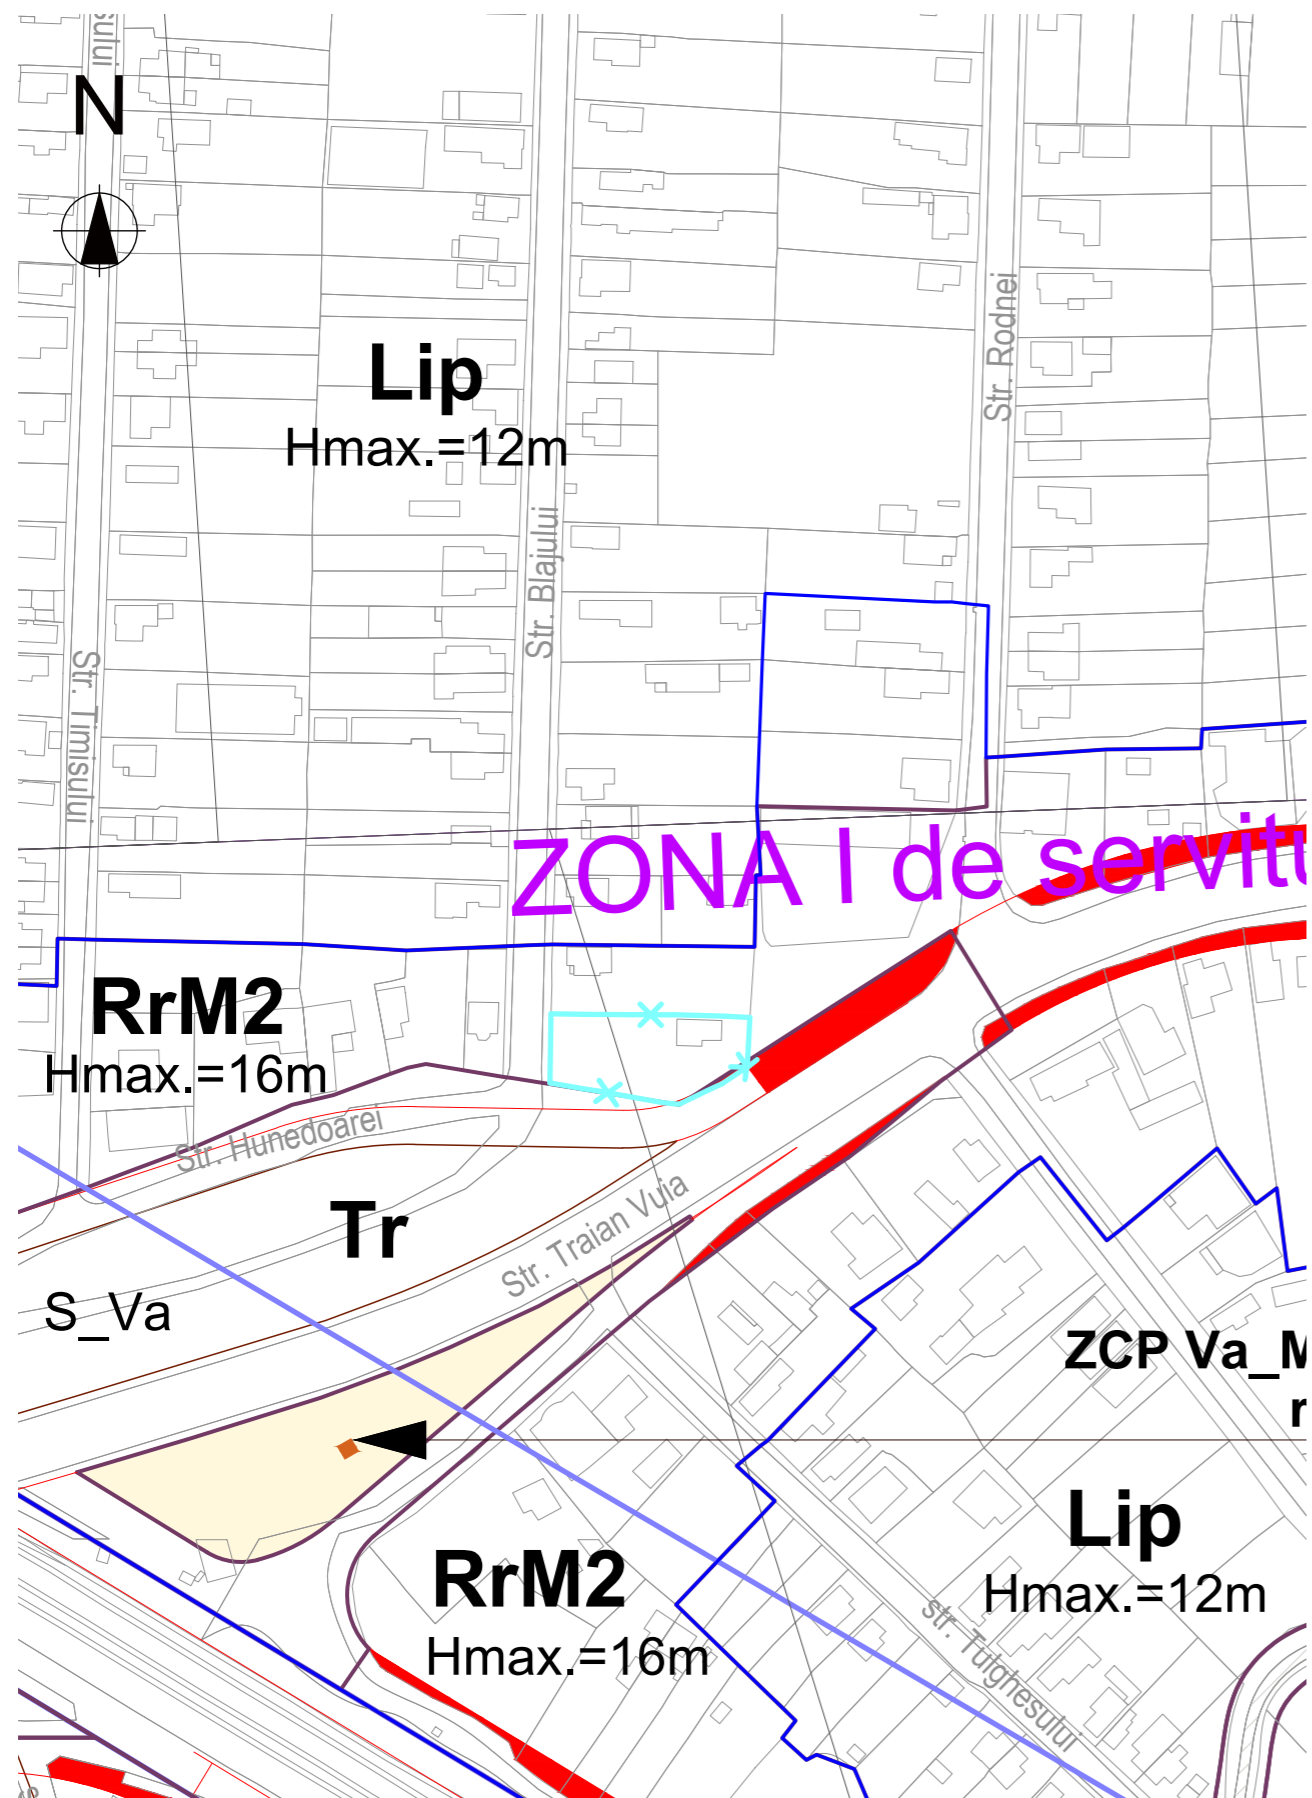 N
Lip
Hmax.=12m
Str. Rodnei
Str. Blajului
Str. Timisului
ZONA I de servitu
RrM2
Hmax.=16m
Str. Hunedoarei
Tr
Str. Traian Vuia
S_Va
ZCP Va_M
r
Lip
Hmax.=12m
RrM2
Hmax.=16m
str. Tulghesului